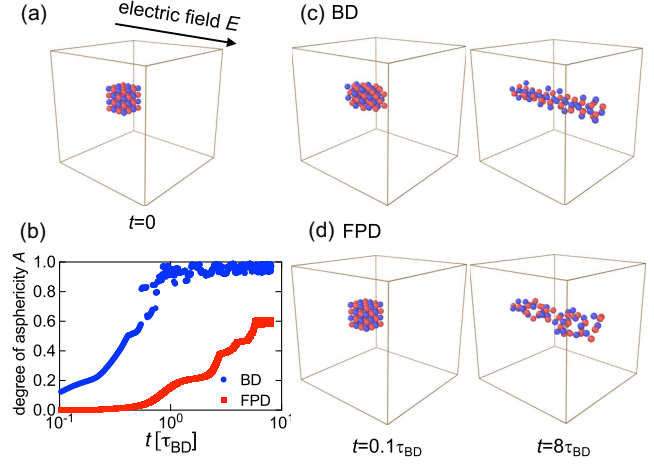 (a)
electric field E
t=0
(b)
degree of asphericity A
1.0
0.8
0.6
0.4
0.2
0.0
10⁻¹
10⁰
10¹
BD
FPD
t [τBD]
(c) BD
(d) FPD
t=0.1τBD
t=8τBD